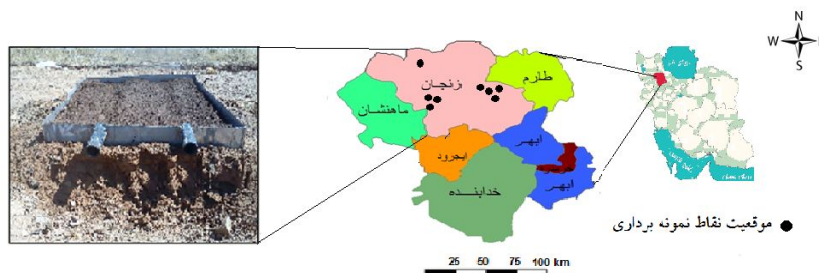 N
W E
S
زنجان
طارم
ماهنشان
ابهر
ایجرود
ابهر
خدابنده
موقعیت نقاط نمونه برداری
25 50 75 100 km